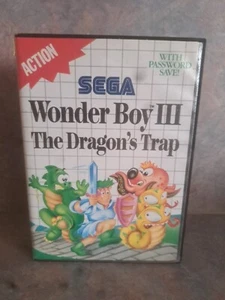 ACTION
WITH
PASSWORD
SAVE!
SEGA
Wonder Boy III
The Dragon's Trap